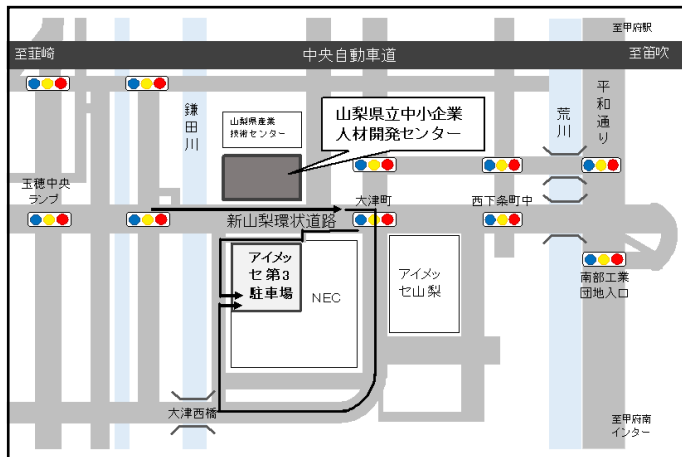 至甲府駅
至韮崎
中央自動車道
至笛吹
鎌田川
山梨県産業
技術センター
山梨県立中小企業
人材開発センター
荒川
平和通り
玉穂中央
ランプ
大津町
西下条町中
新山梨環状道路
アイメッ
セ第3
駐車場
NEC
アイメッ
セ山梨
南部工業
団地入口
大津西橋
至甲府南
インター